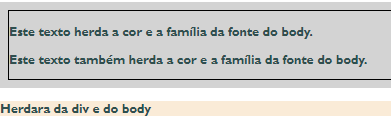 Este texto herda a cor e a família da fonte do body.
Este texto também herda a cor e a família da fonte do body.
Herdara da div e do body